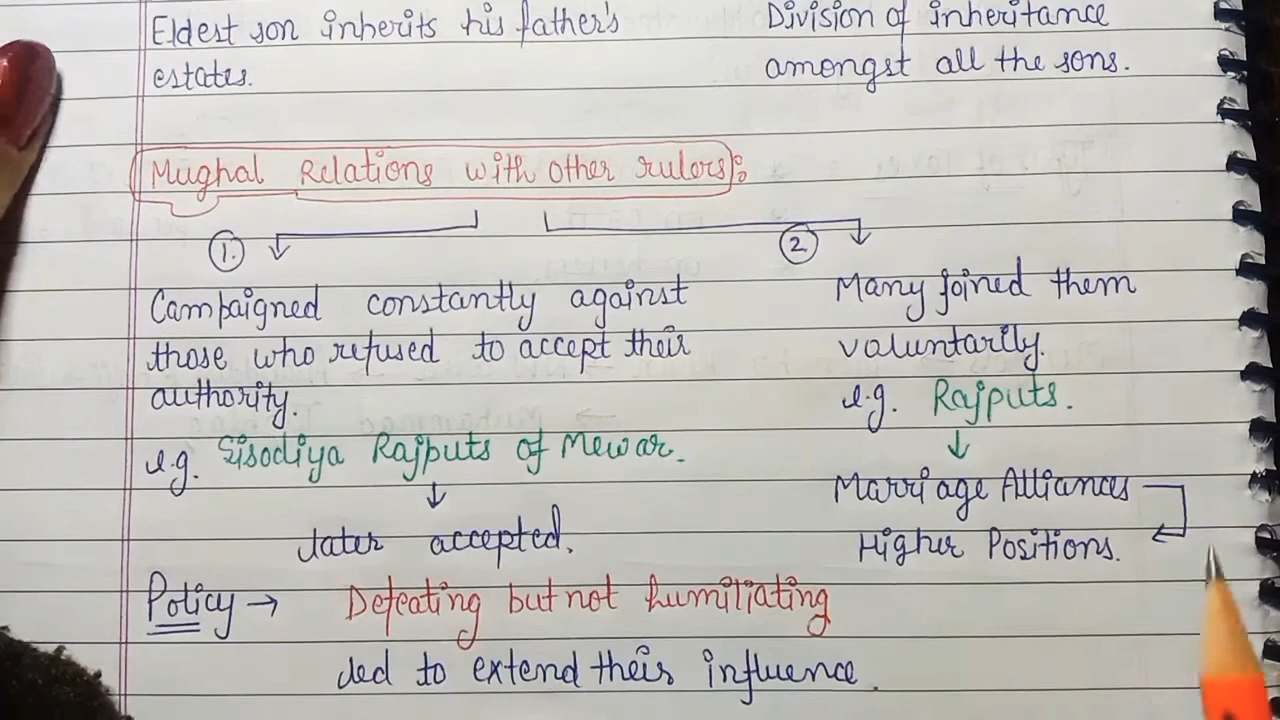 Eldest son inherits his father's
estates.
Division of inheritance
amongst all the sons.
Mughal Relations with other rulers:
1.
Campaigned constantly against
those who refused to accept their
authority.
e.g. Sisodiya Rajputs of Mewar.
↓
later accepted.
2
Many joined them
voluntarily.
e.g. Rajputs.
↓
Marriage Alliances
Higher Positions.
Policy → Defeating but not humiliating
led to extend their influence.